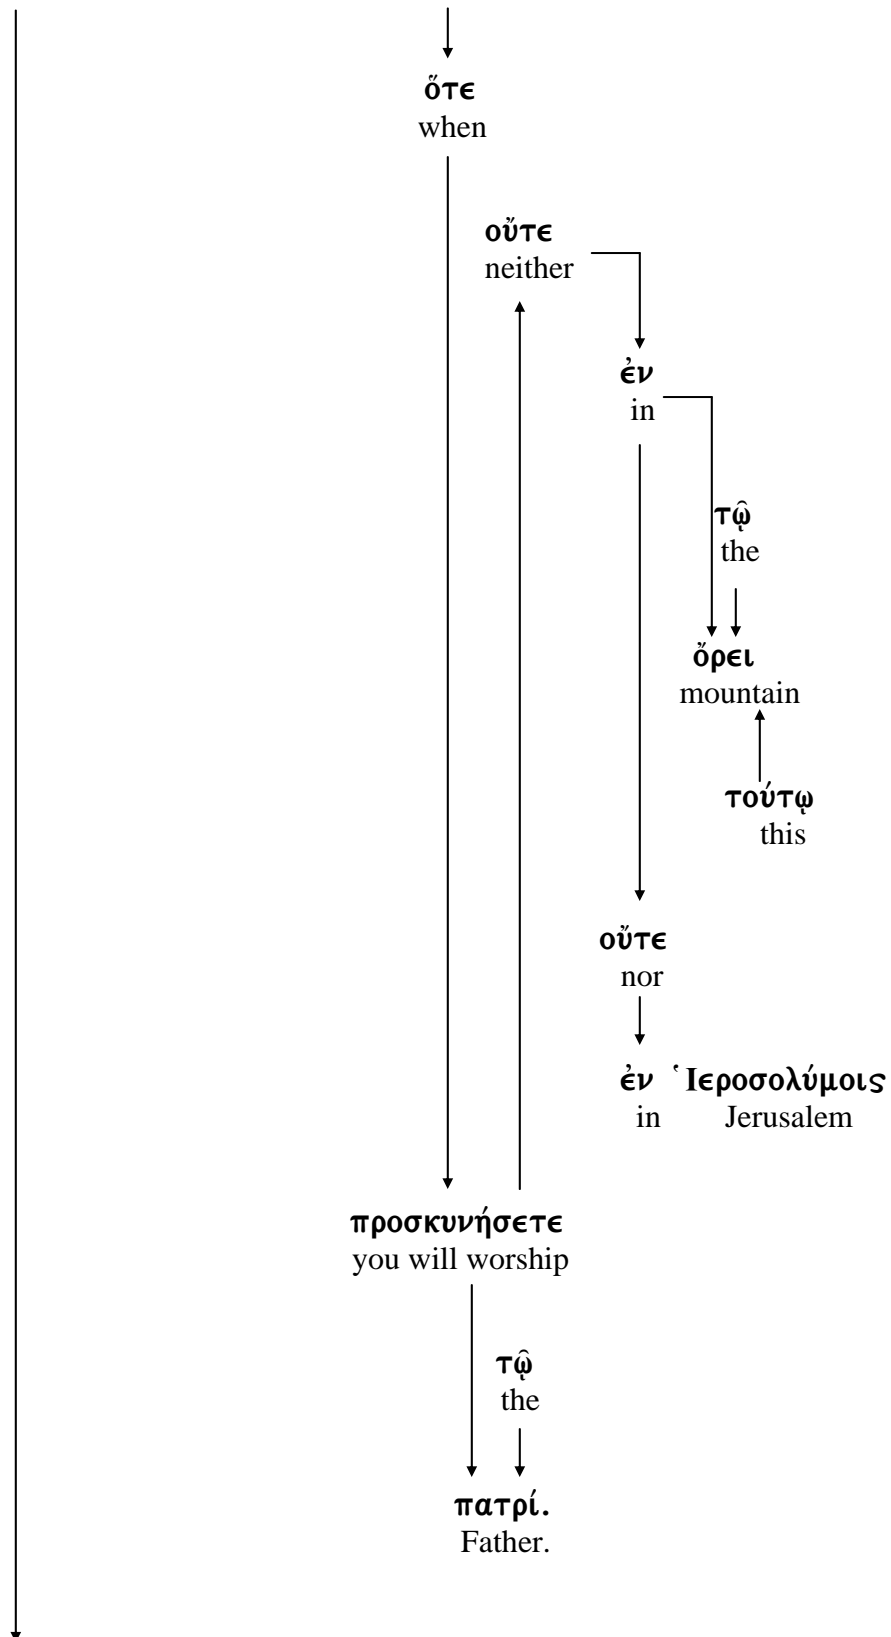 ὅτε
when
οὔτε
neither
ἐν
in
τῷ
the
ὄρει
mountain
τούτῳ
this
οὔτε
nor
ἐν Ἱεροσολύμοις
in Jerusalem
προσκυνήσετε
you will worship
τῷ
the
πατρί.
Father.